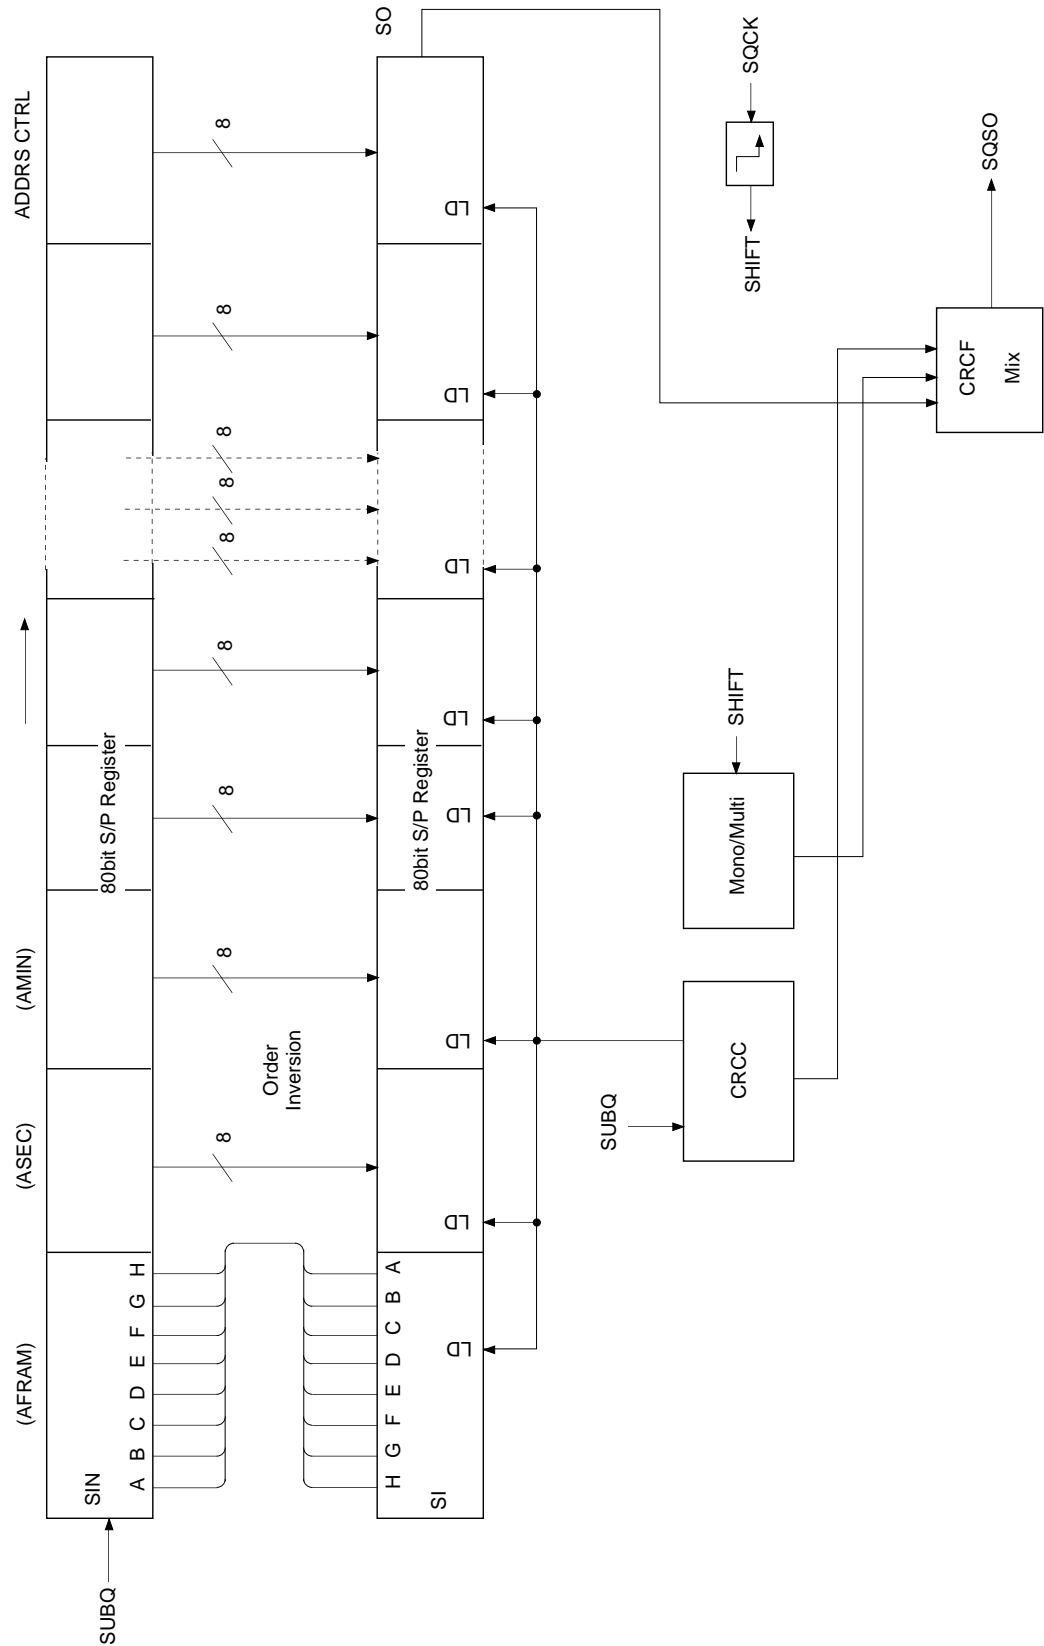 (AFRAM)
(ASEC)
(AMIN)
ADDRS CTRL
SUBQ
SIN
80bit S/P Register
A B C D E F G H
8
8
8
8
8
8
8
8
8
Order
Inversion
H G F E D C B A
SO
SI
80bit S/P Register
LD
LD
LD
LD
LD
LD
LD
LD
SUBQ
CRCC
Mono/Multi
SHIFT
SHIFT
SQCK
CRCF
Mix
SQSO